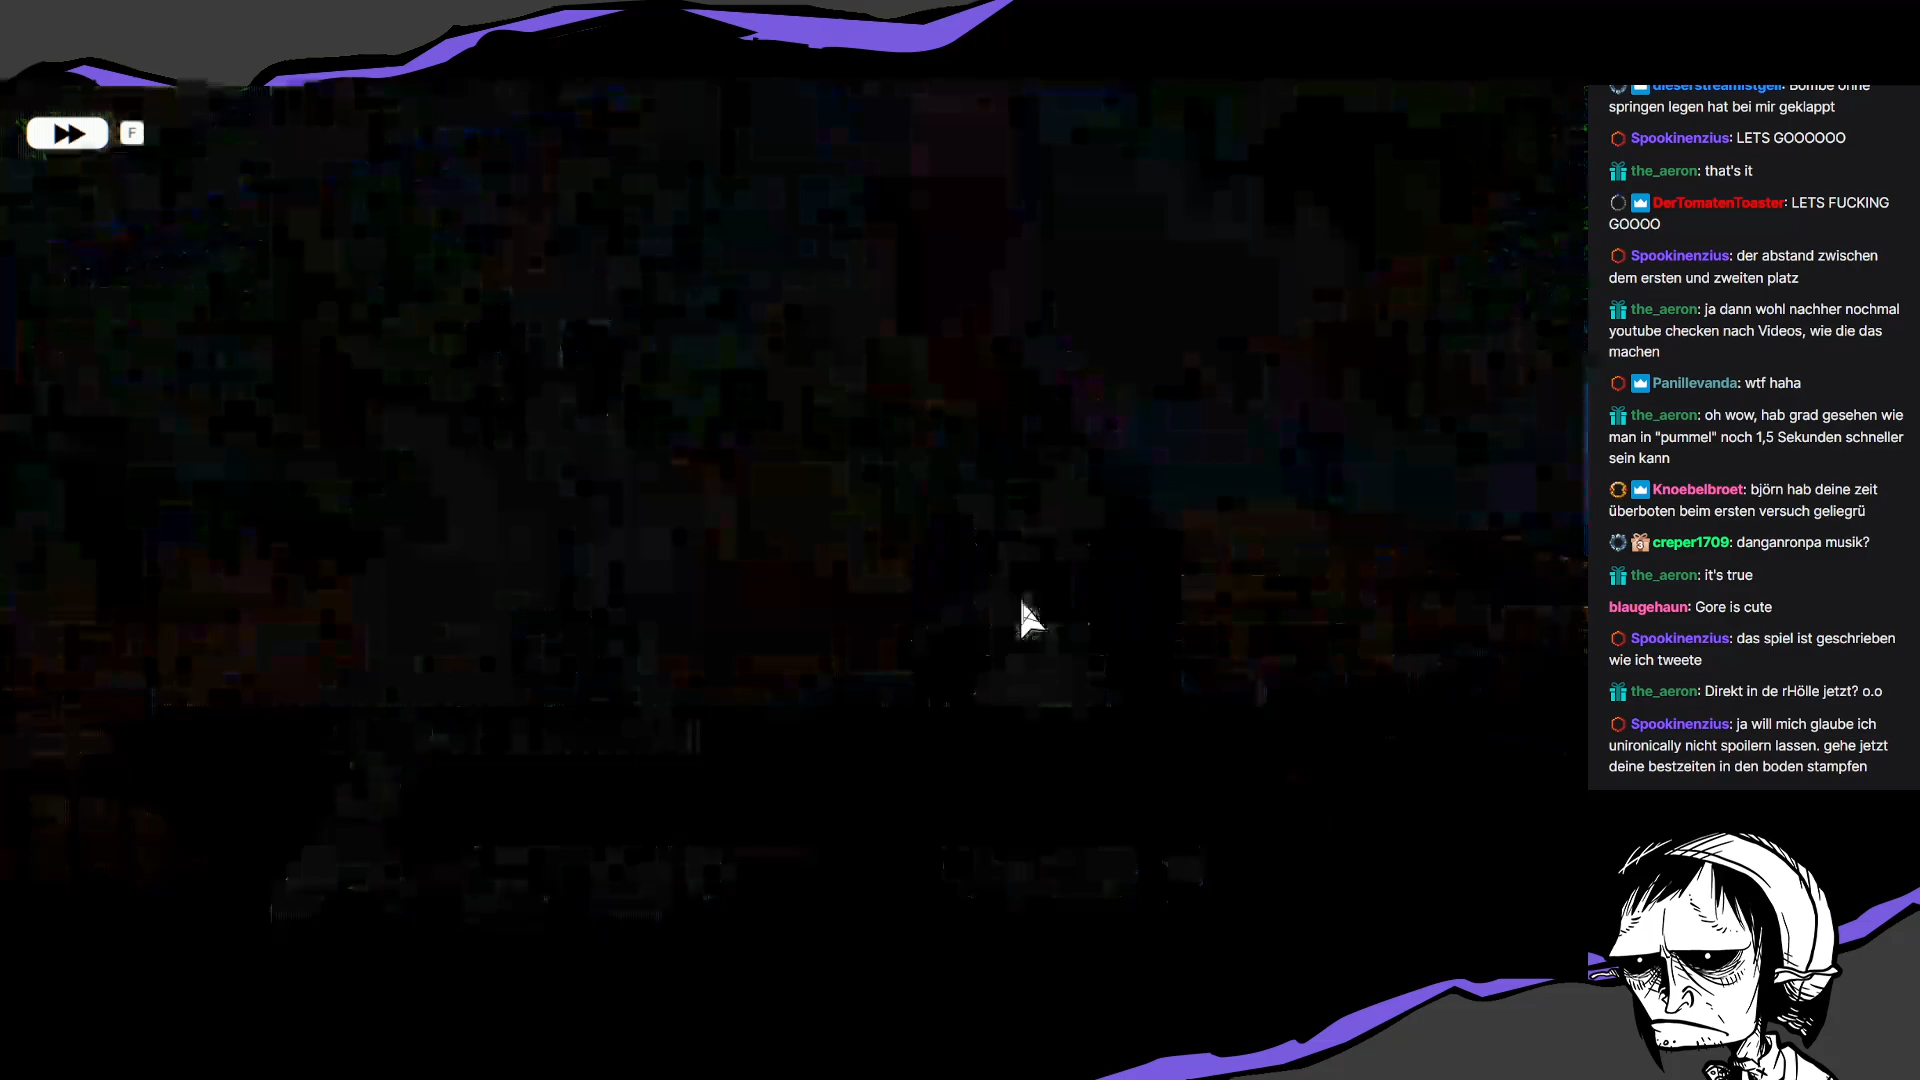 F
dieserstreamistgeil: Bombe ohne
springen legen hat bei mir geklappt
Spookinenzius: LETS GOOOOOO
the_aeron: that's it
DerTomatenToaster: LETS FUCKING
GOOOO
Spookinenzius: der abstand zwischen
dem ersten und zweiten platz
the_aeron: ja dann wohl nachher nochmal
youtube checken nach Videos, wie die das
machen
Panillevanda: wtf haha
the_aeron: oh wow, hab grad gesehen wie
man in "pummel" noch 1,5 Sekunden schneller
sein kann
Knoebelbroet: björn hab deine zeit
überboten beim ersten versuch geliegrü
creper1709: danganronpa musik?
the_aeron: it's true
blaugehaun: Gore is cute
Spookinenzius: das spiel ist geschrieben
wie ich tweete
the_aeron: Direkt in de rHölle jetzt? o.o
Spookinenzius: ja will mich glaube ich
unironically nicht spoilern lassen. gehe jetzt
deine bestzeiten in den boden stampfen